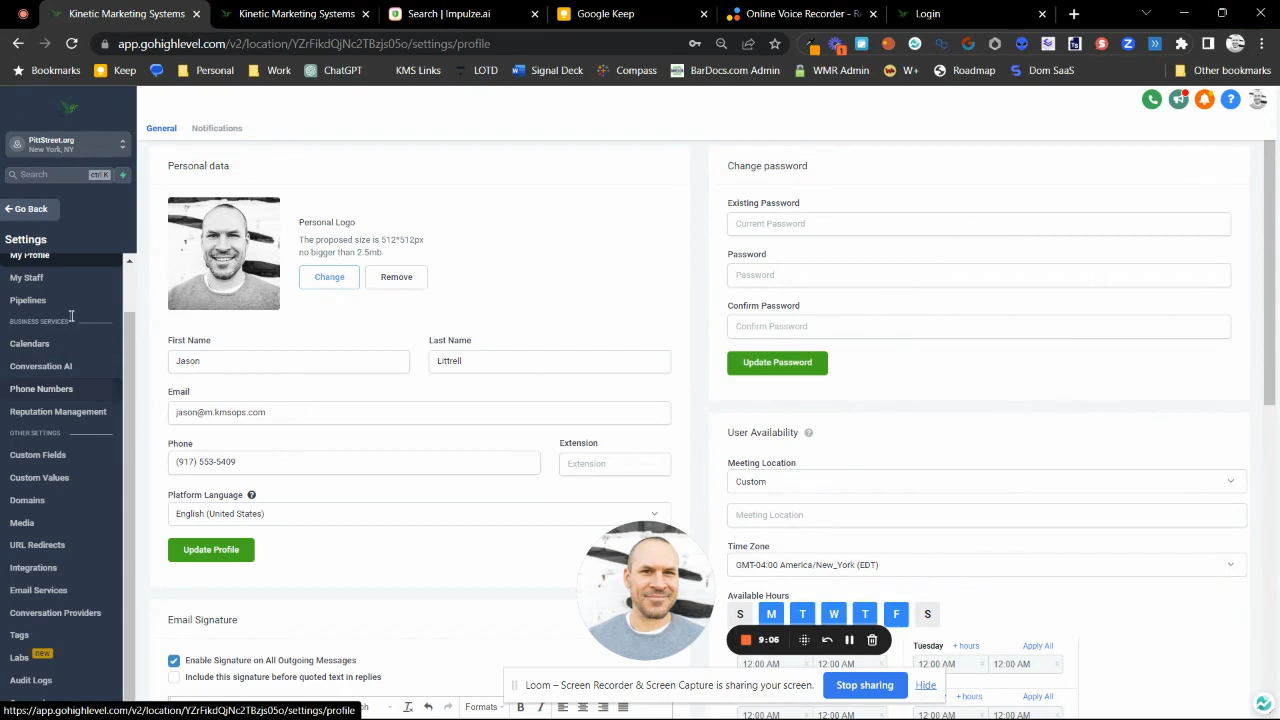 Kinetic Marketing Systems
Kinetic Marketing Systems
Search | Impulze.ai
Google Keep
Online Voice Recorder - Re
Login
app.gohighlevel.com/v2/location/YZrFikdQjNc2TBzjs05o/settings/profile
Bookmarks
Keep
Personal
Work
ChatGPT
KMS Links
LOTD
Signal Deck
Compass
BarDocs.com Admin
WMR Admin
W+
Roadmap
Dom SaaS
Other bookmarks
PittStreet.org
New York, NY
Search
ctrl K
Go Back
Settings
My Profile
My Staff
Pipelines
BUSINESS SERVICES
Calendars
Conversation AI
Phone Numbers
Reputation Management
OTHER SETTINGS
Custom Fields
Custom Values
Domains
Media
URL Redirects
Integrations
Email Services
Conversation Providers
Tags
Labs new
Audit Logs
General
Notifications
Personal data
Personal Logo
The proposed size is 512*512px
no bigger than 2.5mb
Change
Remove
First Name
Jason
Last Name
Littrell
Email
jason@m.kmsops.com
Phone
(917) 553-5409
Extension
Extension
Platform Language
English (United States)
Update Profile
Email Signature
Enable Signature on All Outgoing Messages
Include this signature before quoted text in replies
Formats
B
Change password
Existing Password
Current Password
Password
Password
Confirm Password
Confirm Password
Update Password
User Availability
Meeting Location
Custom
Meeting Location
Time Zone
GMT-04:00 America/New_York (EDT)
Available Hours
S M T W T F S
9:06
Tuesday
+ hours
Apply All
12:00 AM
12:00 AM
12:00 AM
12:00 AM
+ hours
Apply All
12:00 AM
12:00 AM
Loom – Screen Recorder & Screen Capture is sharing your screen.
Stop sharing
Hide